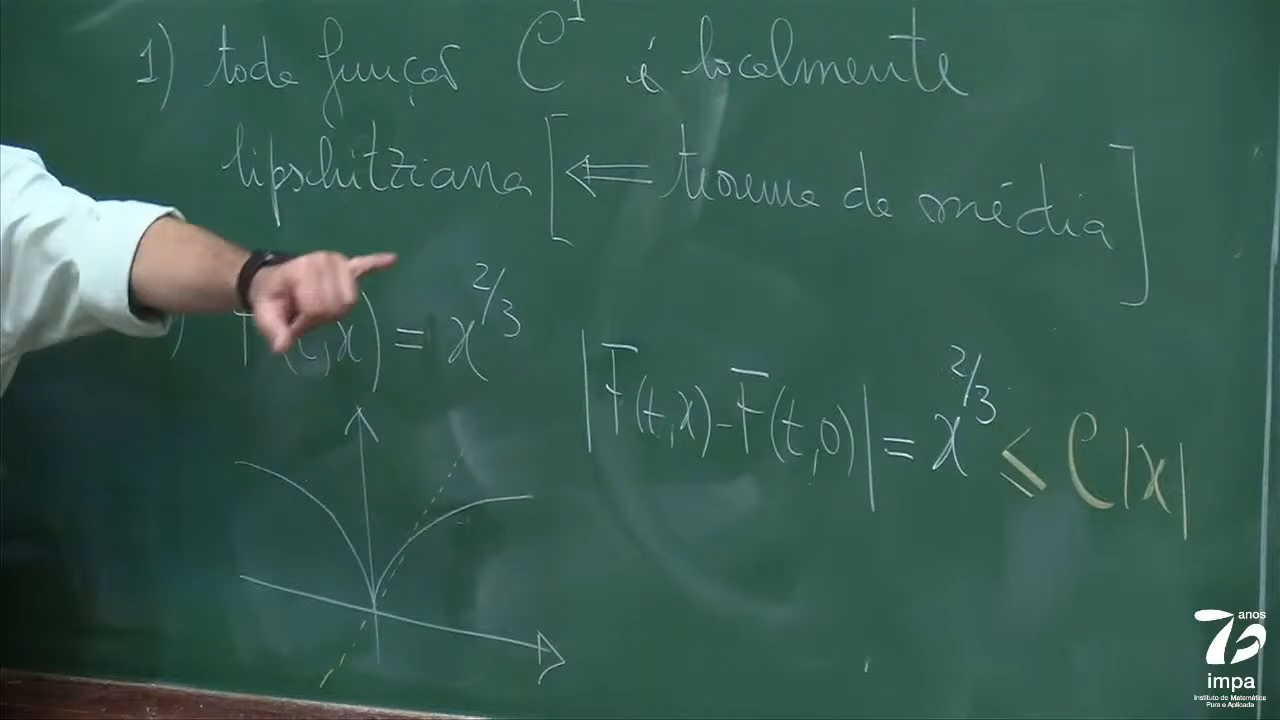 1) toda função C¹ é localmente
lipschitziana [⇐ teorema da média]
) F(t,x) = x^{2/3}
|F(t,x)-F(t,0)| = x^{2/3} ≤ C|x|
70 anos
impa
Instituto de Matemática
Pura e Aplicada